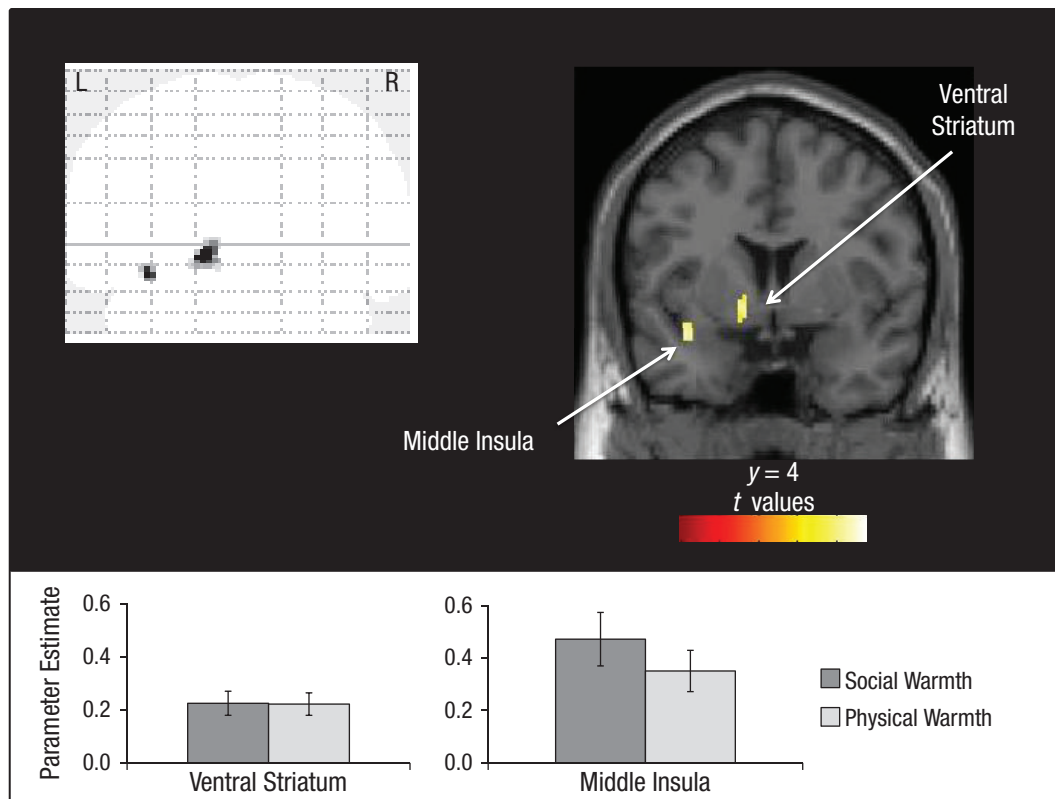 L R
Ventral
Striatum
Middle Insula
y = 4
t values
Parameter Estimate
0.6
0.4
0.2
0.0
Ventral Striatum
0.6
0.4
0.2
0.0
Middle Insula
Social Warmth
Physical Warmth